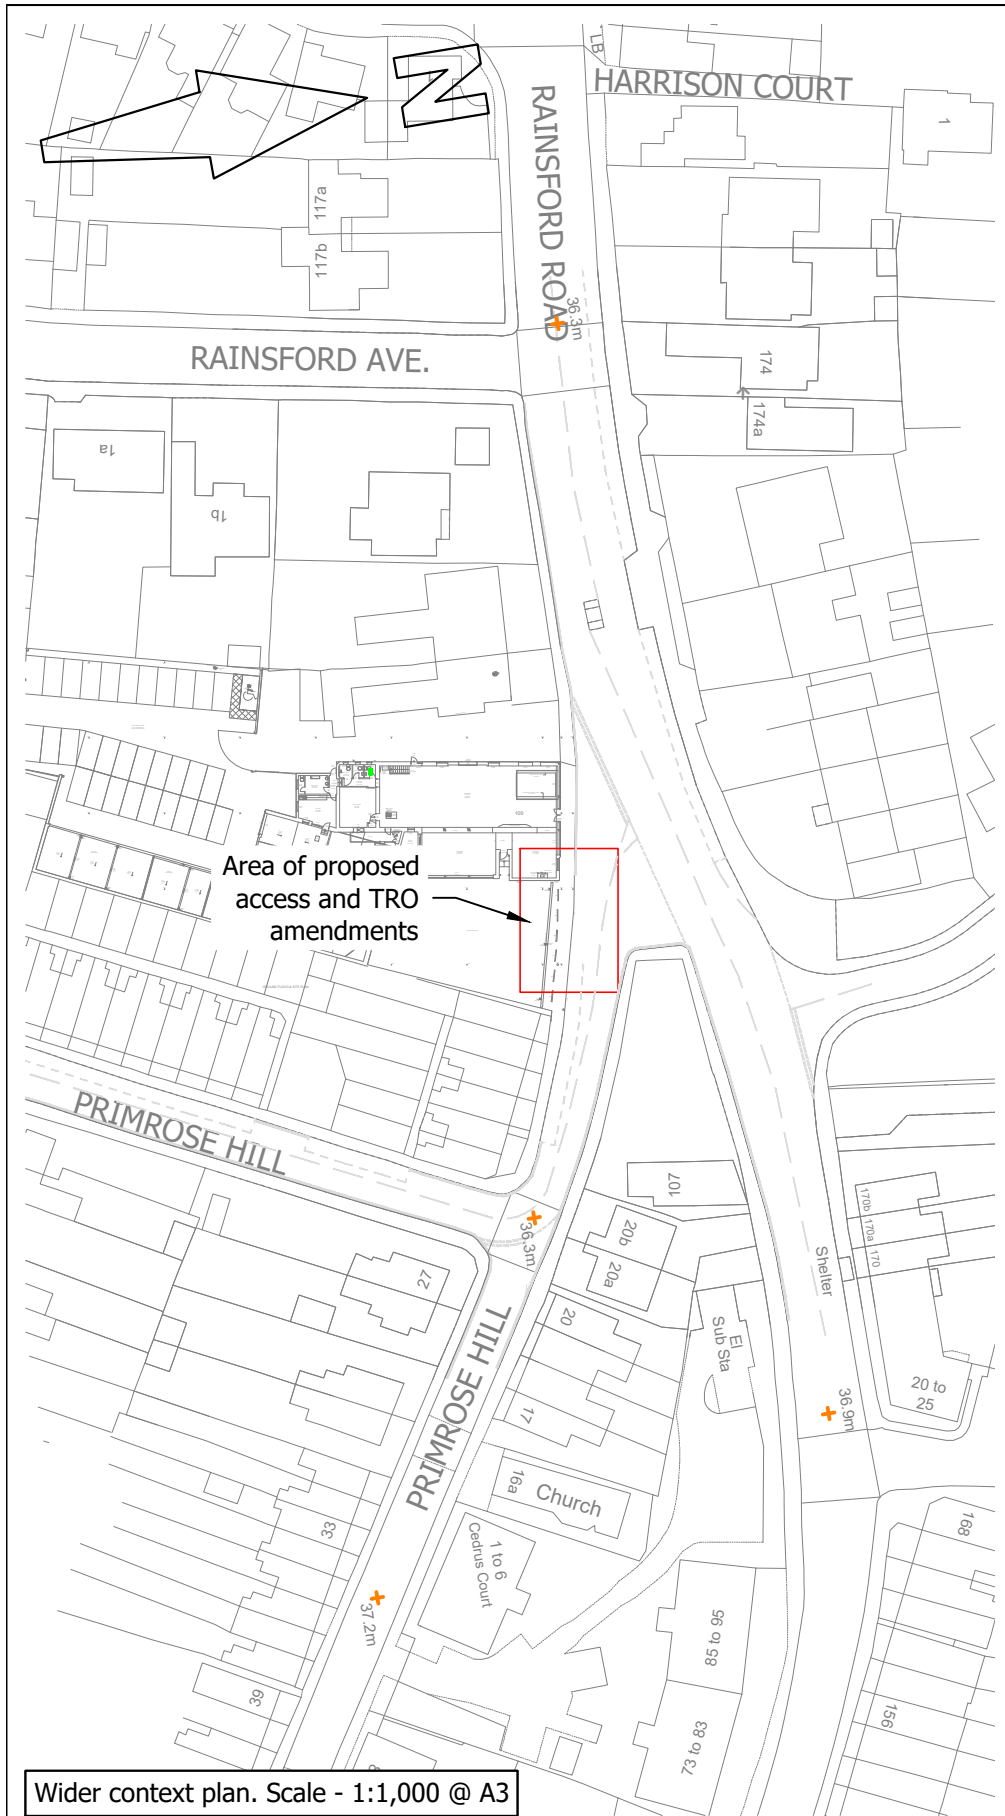 N
LB
HARRISON COURT
RAINSFORD ROAD
1
117a
117b
36.3m
RAINSFORD AVE.
174
174a
1a
1b
Area of proposed
access and TRO
amendments
PRIMROSE HILL
107
170b
170a
170
20b
20a
36.3m
Shelter
27
El
Sub Sta
20
PRIMROSE HILL
20 to
25
17
36.9m
16a
Church
33
1 to 6
Cedrus Court
168
37.2m
85 to 95
39
156
73 to 83
Wider context plan. Scale - 1:1,000 @ A3